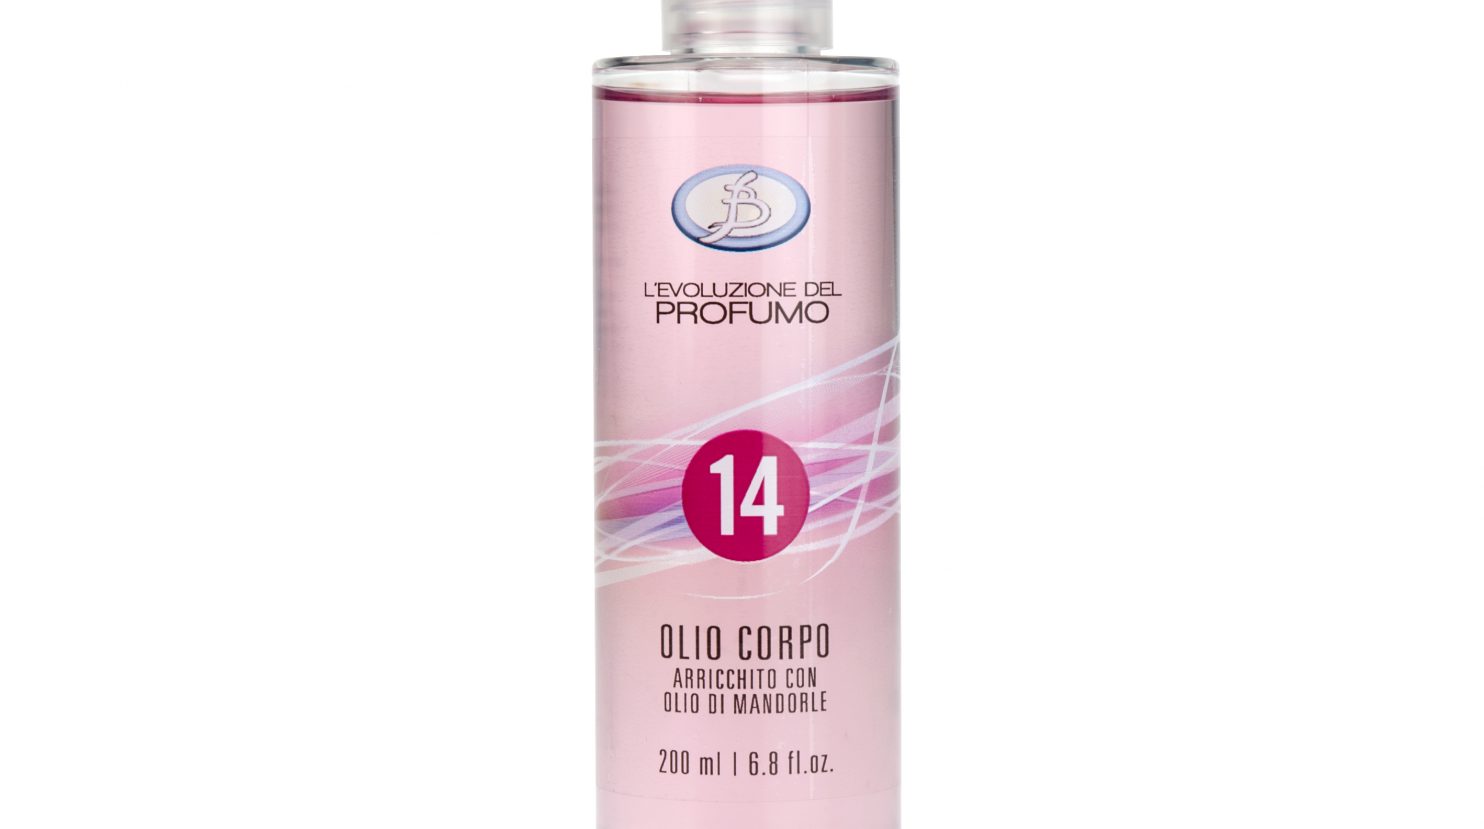 L'EVOLUZIONE DEL
PROFUMO
14
OLIO CORPO
ARRICCHITO CON
OLIO DI MANDORLE
200 ml | 6.8 fl.oz.